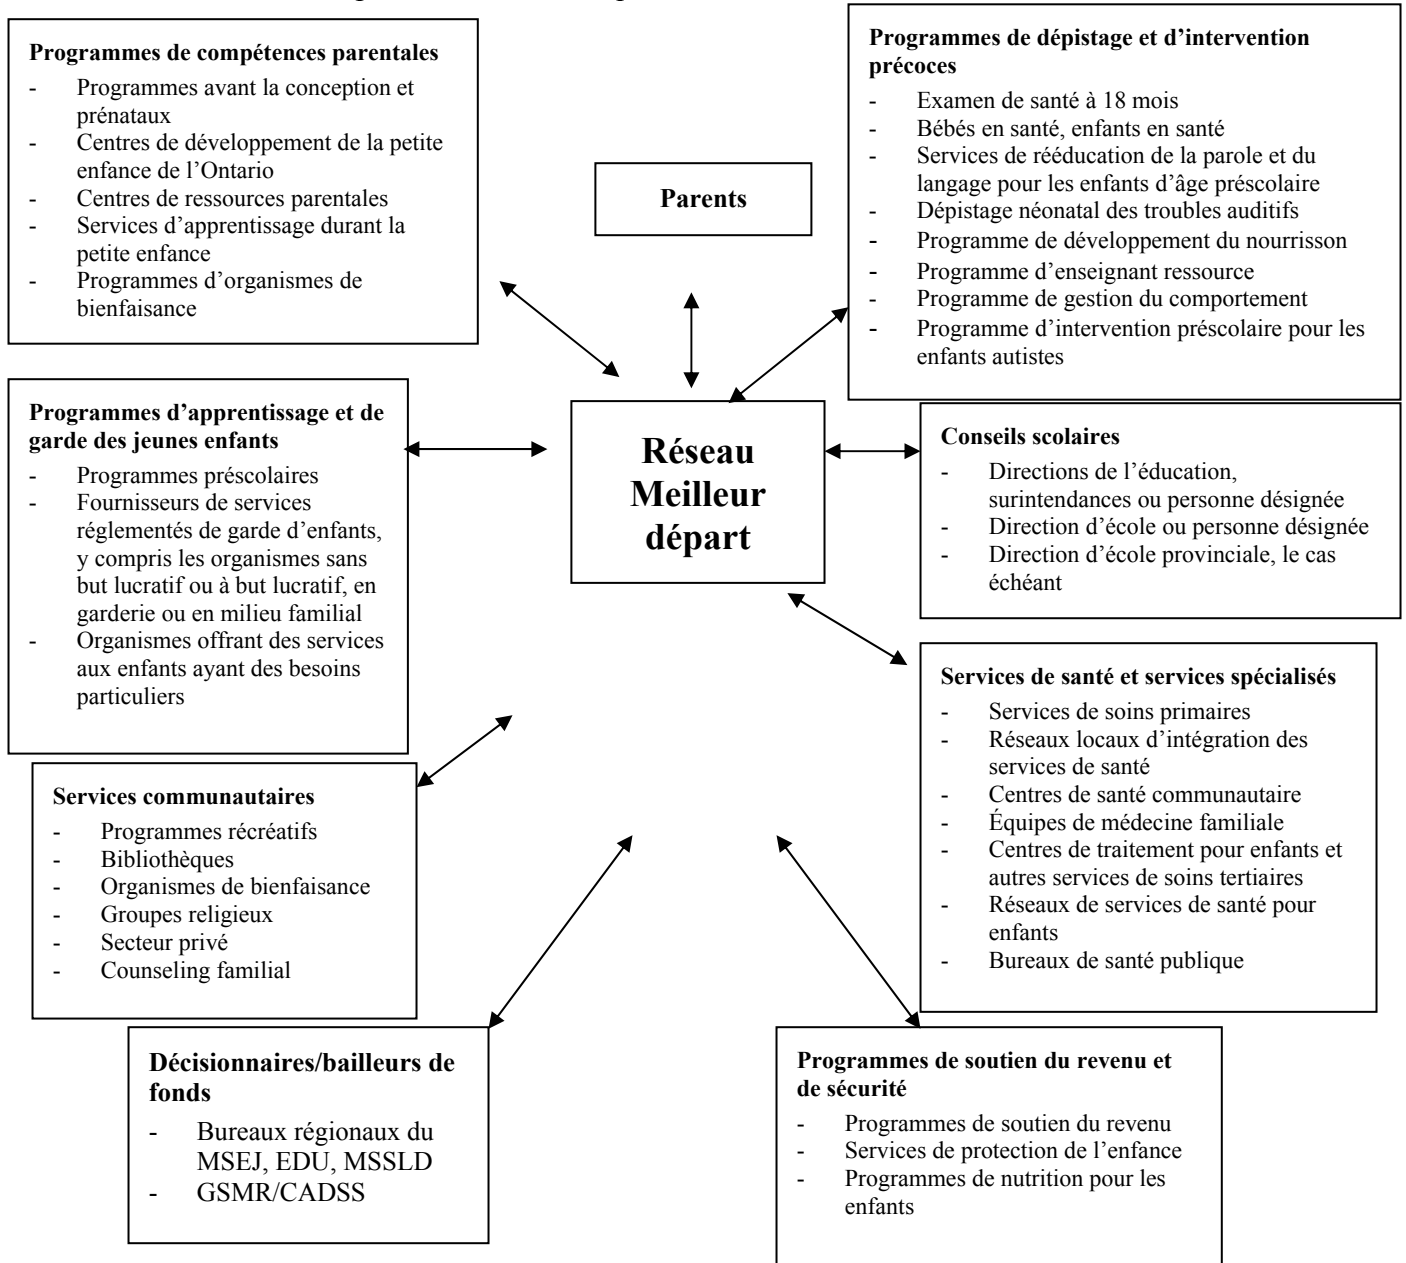 Programmes de compétences parentales
- Programmes avant la conception et
prénataux
- Centres de développement de la petite
enfance de l’Ontario
- Centres de ressources parentales
- Services d’apprentissage durant la
petite enfance
- Programmes d’organismes de
bienfaisance
Parents
Programmes de dépistage et d’intervention
précoces
- Examen de santé à 18 mois
- Bébés en santé, enfants en santé
- Services de rééducation de la parole et du
langage pour les enfants d’âge préscolaire
- Dépistage néonatal des troubles auditifs
- Programme de développement du nourrisson
- Programme d’enseignant ressource
- Programme de gestion du comportement
- Programme d’intervention préscolaire pour les
enfants autistes
Programmes d’apprentissage et de
garde des jeunes enfants
- Programmes préscolaires
- Fournisseurs de services
réglementés de garde d’enfants,
y compris les organismes sans
but lucratif ou à but lucratif, en
garderie ou en milieu familial
- Organismes offrant des services
aux enfants ayant des besoins
particuliers
Réseau
Meilleur
départ
Conseils scolaires
- Directions de l’éducation,
surintendances ou personne désignée
- Direction d’école ou personne désignée
- Direction d’école provinciale, le cas
échéant
Services de santé et services spécialisés
- Services de soins primaires
- Réseaux locaux d’intégration des
services de santé
- Centres de santé communautaire
- Équipes de médecine familiale
- Centres de traitement pour enfants et
autres services de soins tertiaires
- Réseaux de services de santé pour
enfants
- Bureaux de santé publique
Services communautaires
- Programmes récréatifs
- Bibliothèques
- Organismes de bienfaisance
- Groupes religieux
- Secteur privé
- Counseling familial
Décisionnaires/bailleurs de
fonds
- Bureaux régionaux du
MSEJ, EDU, MSSLD
- GSMR/CADSS
Programmes de soutien du revenu et
de sécurité
- Programmes de soutien du revenu
- Services de protection de l’enfance
- Programmes de nutrition pour les
enfants